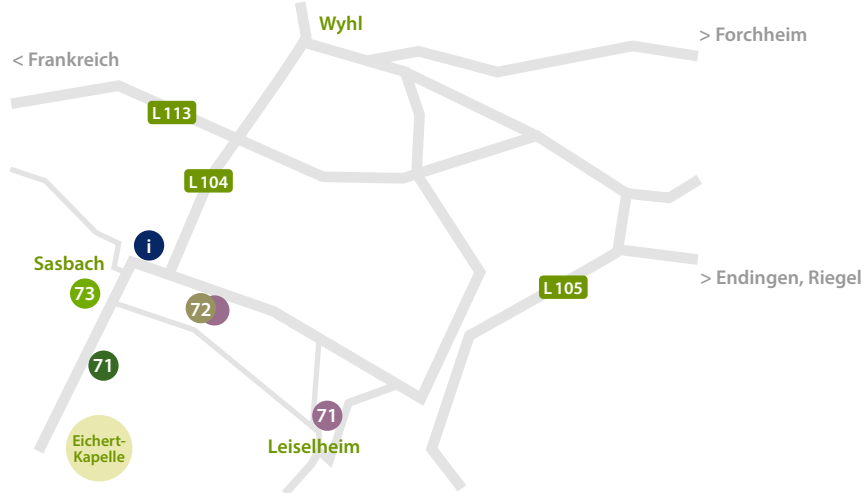 Wyhl
> Forchheim
< Frankreich
L 113
L 104
i
Sasbach
73
72
L 105
> Endingen, Riegel
71
71
Eichert-
Kapelle
Leiselheim